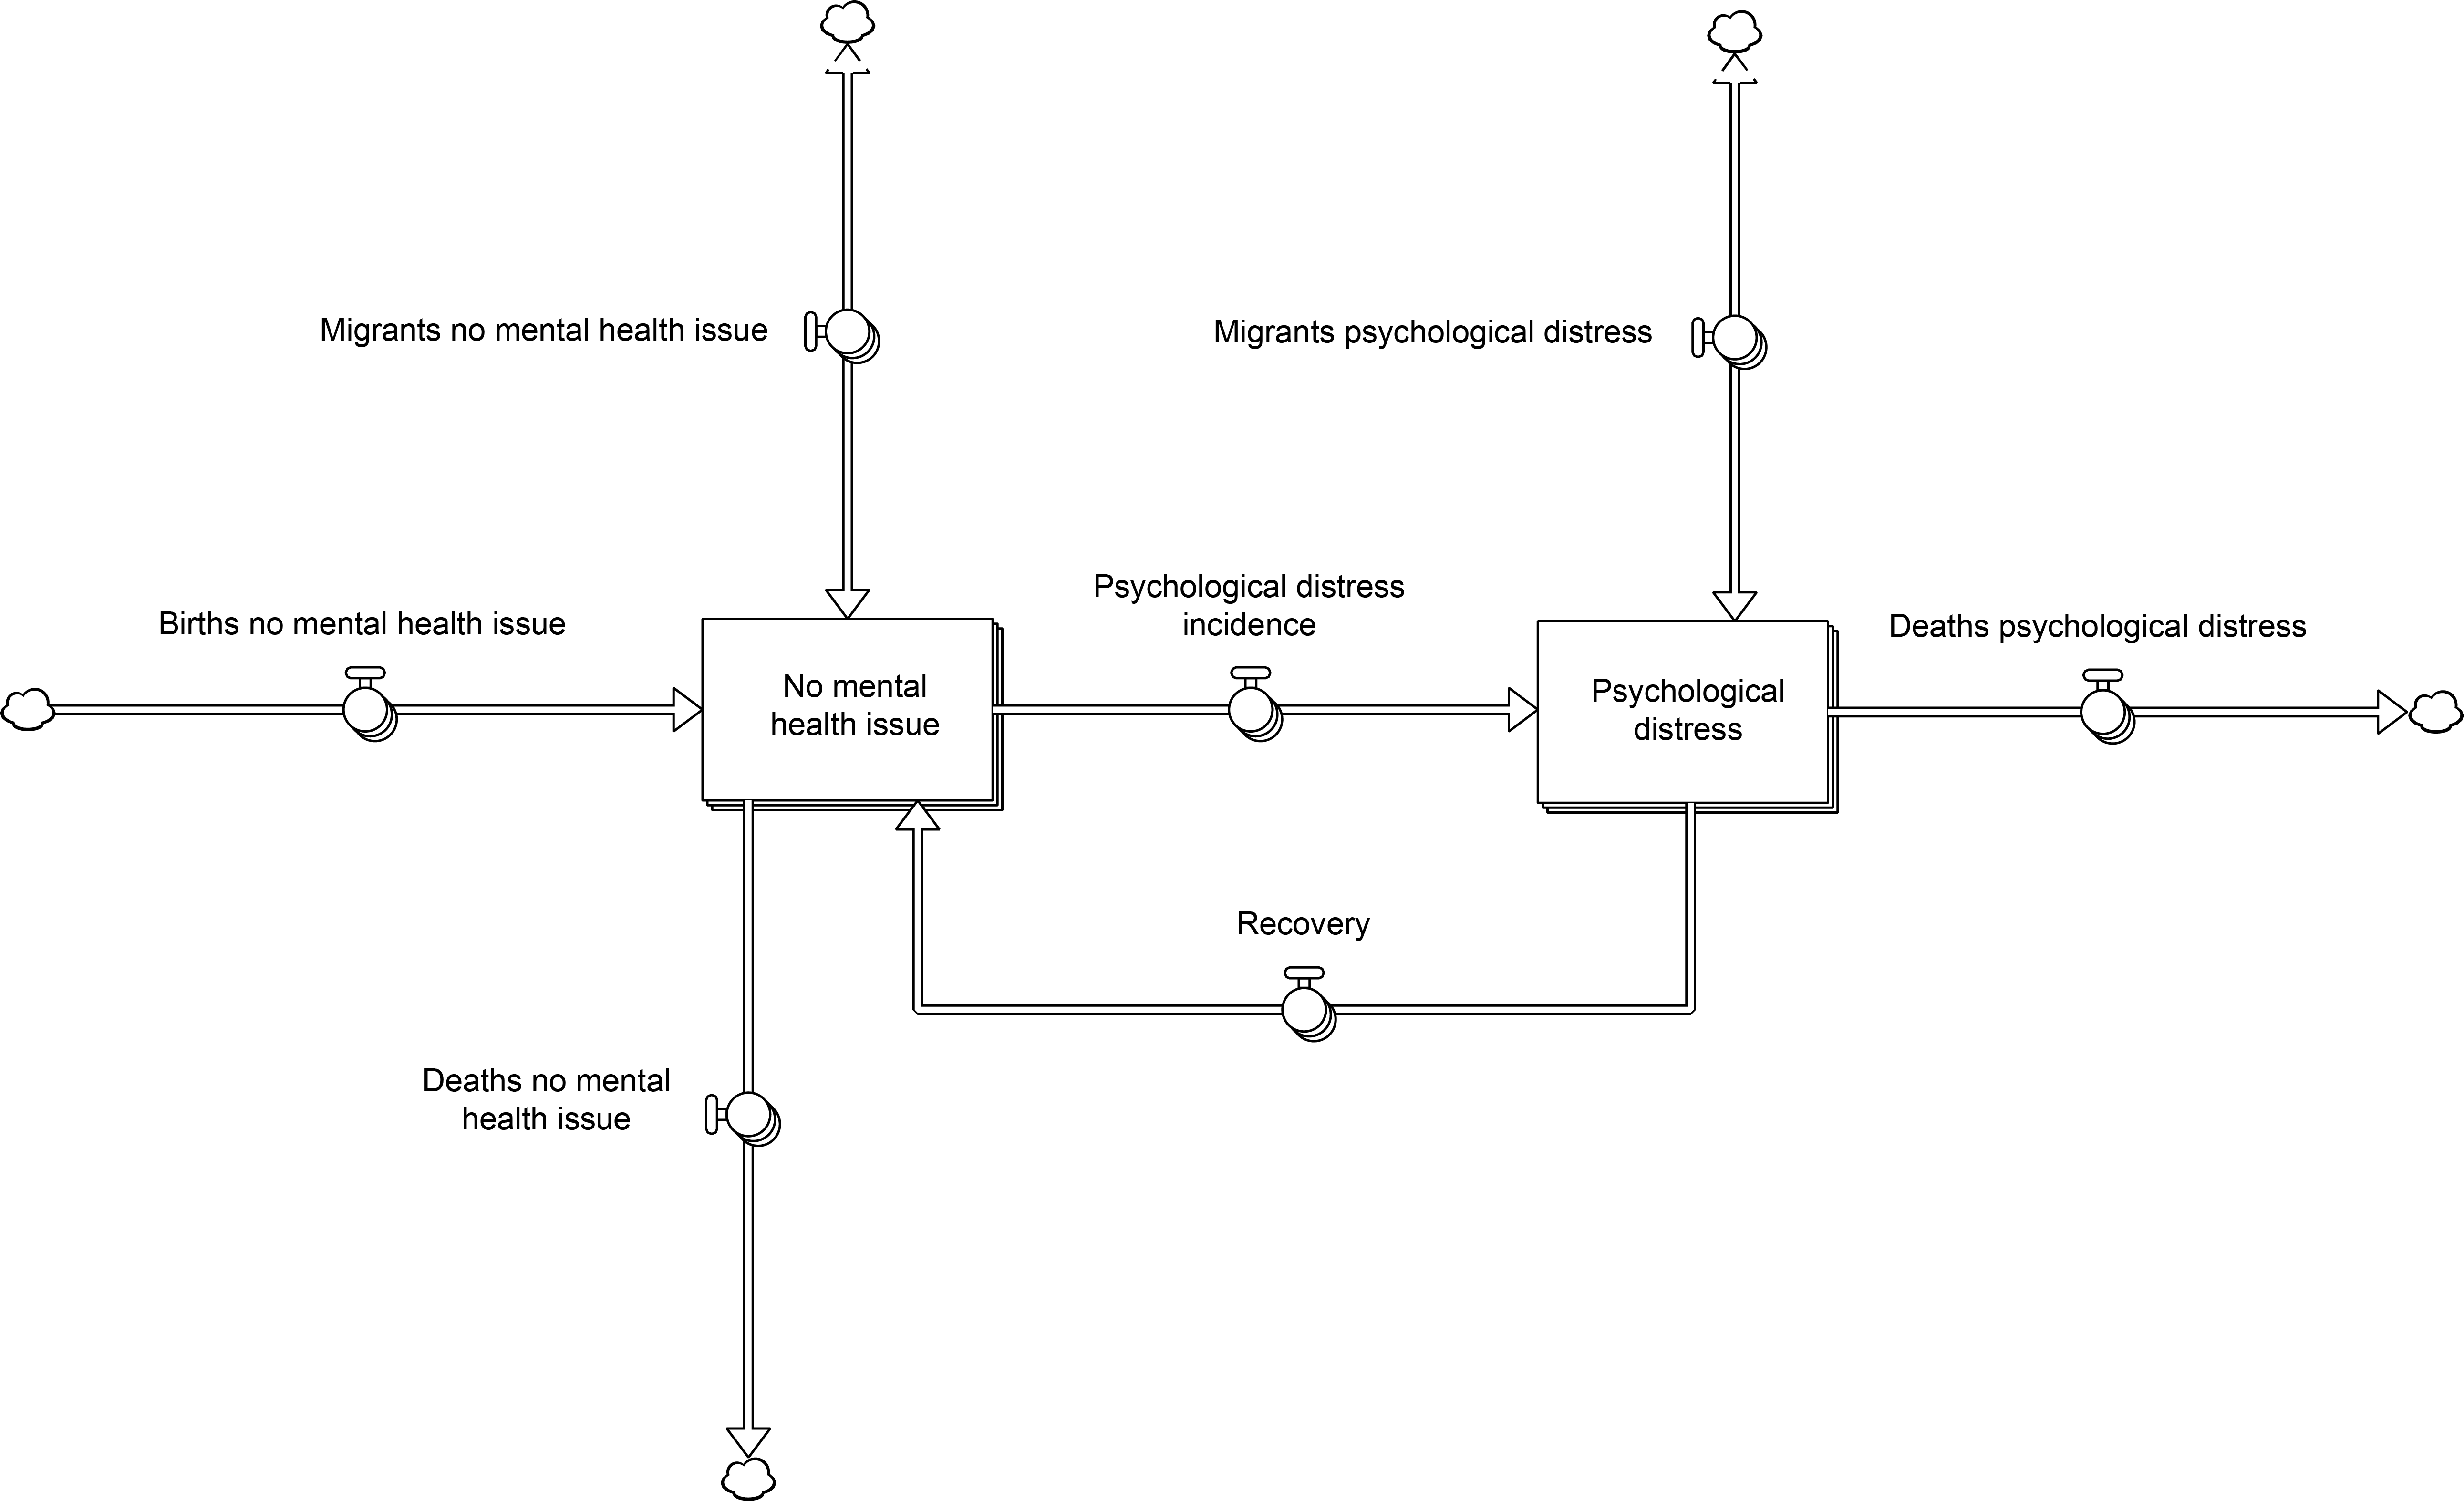 Migrants no mental health issue
Migrants psychological distress
Births no mental health issue
Psychological distress
incidence
Deaths psychological distress
No mental
health issue
Psychological
distress
Recovery
Deaths no mental
health issue